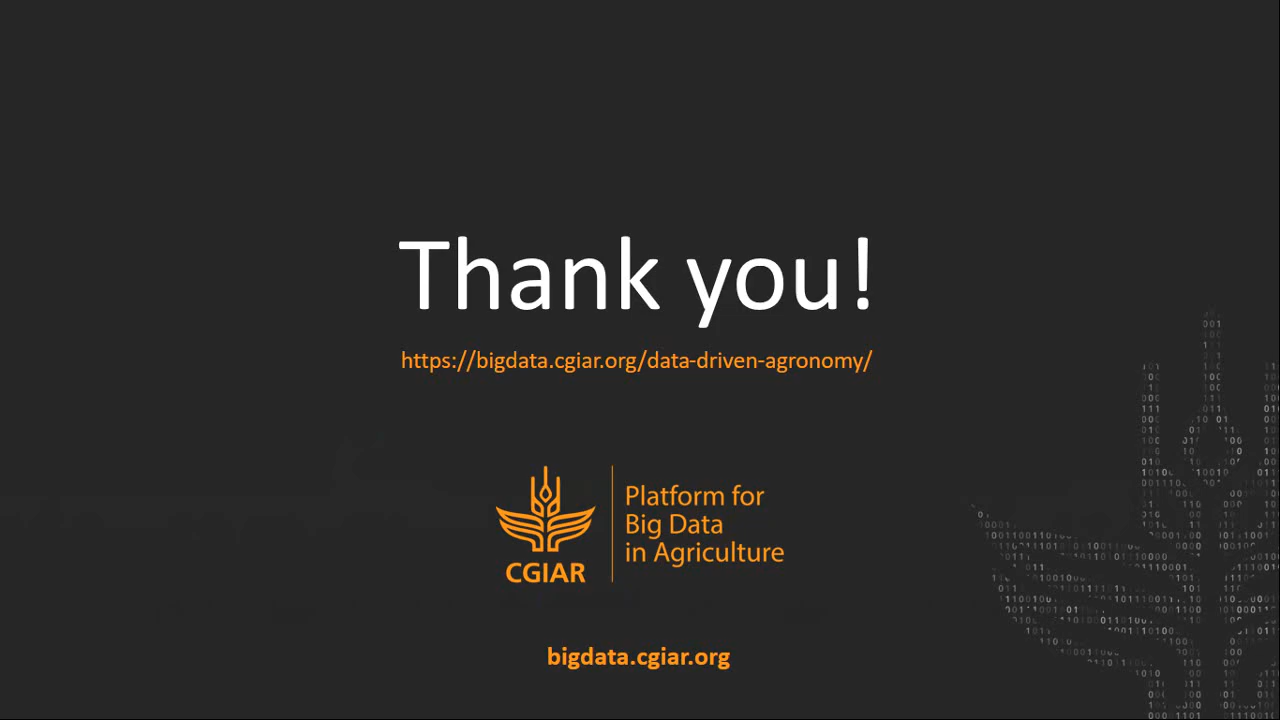 Thank you!
https://bigdata.cgiar.org/data-driven-agronomy/
Platform for
Big Data
in Agriculture
CGIAR
bigdata.cgiar.org